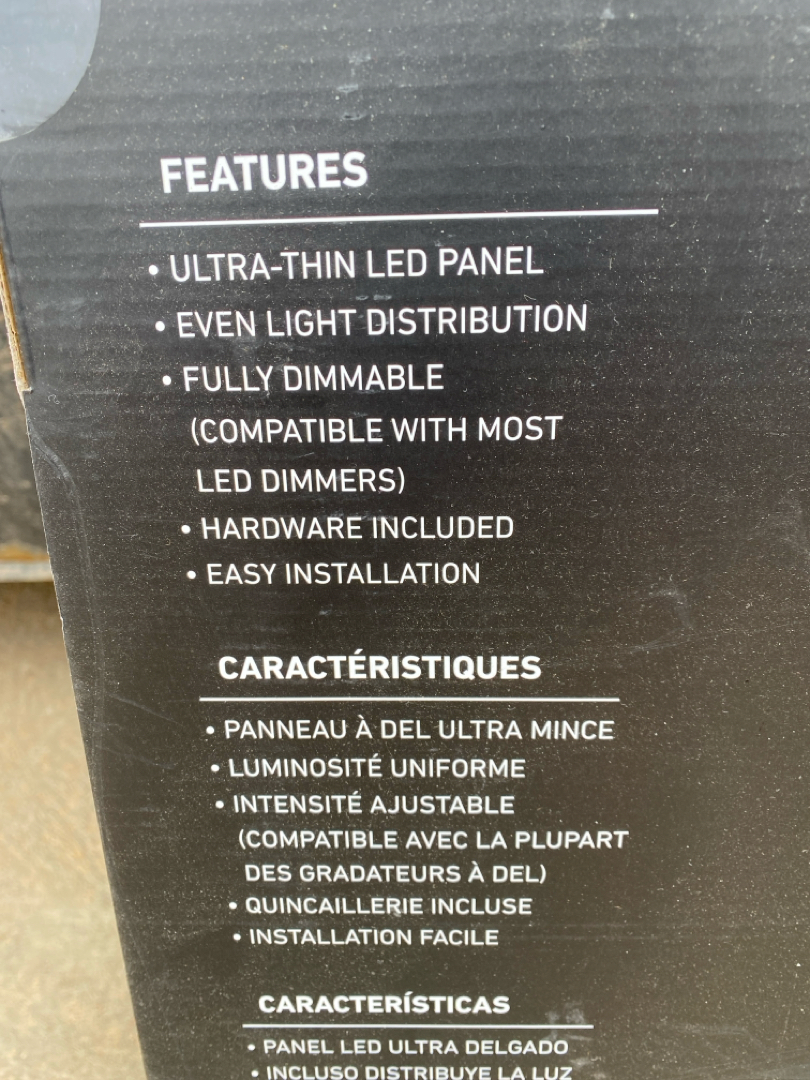 FEATURES
• ULTRA-THIN LED PANEL
• EVEN LIGHT DISTRIBUTION
• FULLY DIMMABLE
(COMPATIBLE WITH MOST
LED DIMMERS)
• HARDWARE INCLUDED
• EASY INSTALLATION
CARACTÉRISTIQUES
• PANNEAU À DEL ULTRA MINCE
• LUMINOSITÉ UNIFORME
• INTENSITÉ AJUSTABLE
(COMPATIBLE AVEC LA PLUPART
DES GRADATEURS À DEL)
• QUINCAILLERIE INCLUSE
• INSTALLATION FACILE
CARACTERÍSTICAS
• PANEL LED ULTRA DELGADO
• INCLUSO DISTRIBUYE LA LUZ